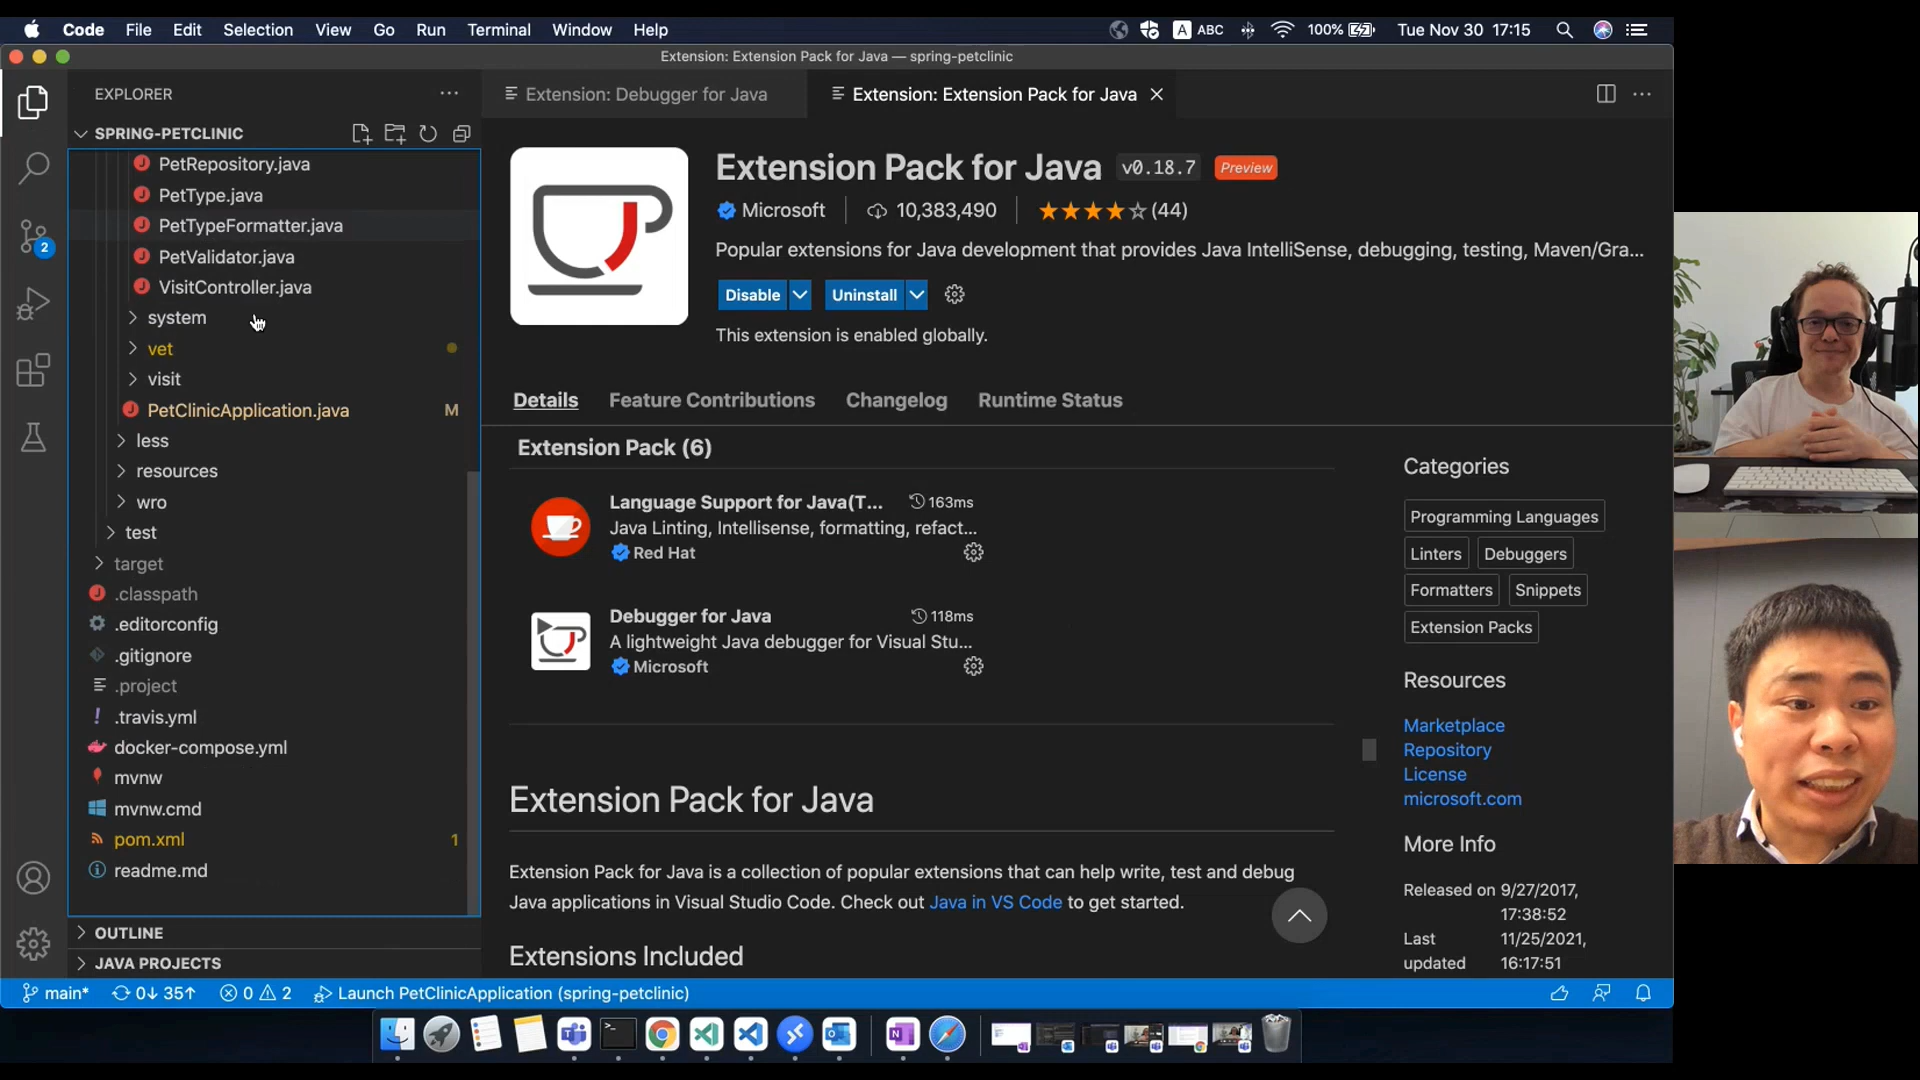 Code File Edit Selection View Go Run Terminal Window Help
A ABC 100% Tue Nov 30 17:15
Extension: Extension Pack for Java — spring-petclinic
EXPLORER
Extension: Debugger for Java
Extension: Extension Pack for Java
SPRING-PETCLINIC
PetRepository.java
PetType.java
PetTypeFormatter.java
PetValidator.java
VisitController.java
system
vet
visit
PetClinicApplication.java M
less
resources
wro
test
target
.classpath
.editorconfig
.gitignore
.project
.travis.yml
docker-compose.yml
mvnw
mvnw.cmd
pom.xml 1
readme.md
OUTLINE
JAVA PROJECTS
2
Extension Pack for Java v0.18.7 Preview
Microsoft 10,383,490 (44)
Popular extensions for Java development that provides Java IntelliSense, debugging, testing, Maven/Gra...
Disable Uninstall
This extension is enabled globally.
Details Feature Contributions Changelog Runtime Status
Extension Pack (6)
Language Support for Java(T... 163ms
Java Linting, Intellisense, formatting, refact...
Red Hat
Debugger for Java 118ms
A lightweight Java debugger for Visual Stu...
Microsoft
Extension Pack for Java
Extension Pack for Java is a collection of popular extensions that can help write, test and debug
Java applications in Visual Studio Code. Check out Java in VS Code to get started.
Extensions Included
Categories
Programming Languages
Linters Debuggers
Formatters Snippets
Extension Packs
Resources
Marketplace
Repository
License
microsoft.com
More Info
Released on 9/27/2017,
17:38:52
Last 11/25/2021,
updated 16:17:51
main* 0↓ 35↑ 0 2 Launch PetClinicApplication (spring-petclinic)